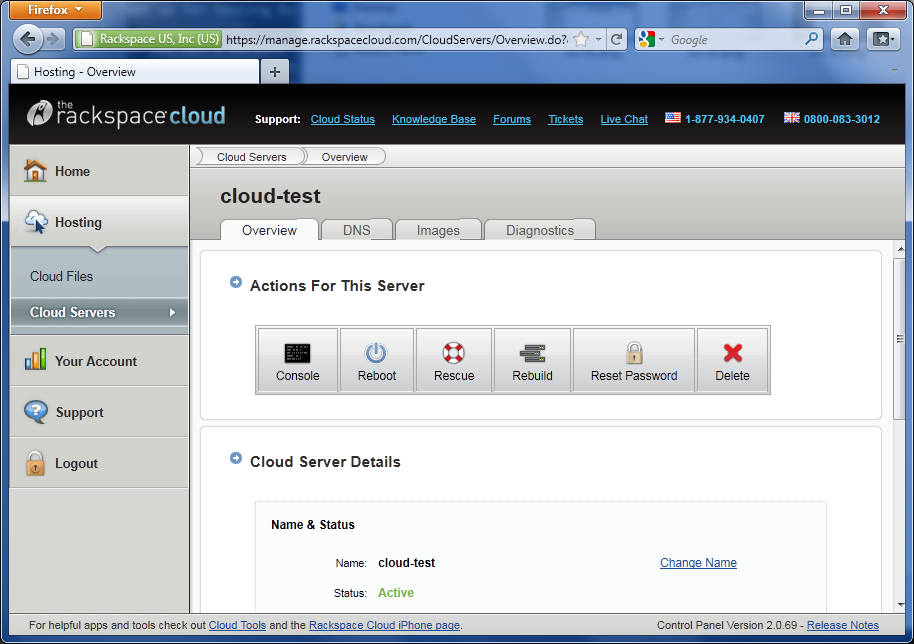 Firefox
Rackspace US, Inc (US) https://manage.rackspacecloud.com/CloudServers/Overview.do? Google
Hosting - Overview
the rackspacecloud
Support: Cloud Status Knowledge Base Forums Tickets Live Chat 1-877-934-0407 0800-083-3012
Home
Hosting
Cloud Files
Cloud Servers
Your Account
Support
Logout
Cloud Servers Overview
cloud-test
Overview DNS Images Diagnostics
Actions For This Server
Console Reboot Rescue Rebuild Reset Password Delete
Cloud Server Details
Name & Status
Name: cloud-test Change Name
Status: Active
For helpful apps and tools check out Cloud Tools and the Rackspace Cloud iPhone page. Control Panel Version 2.0.69 - Release Notes